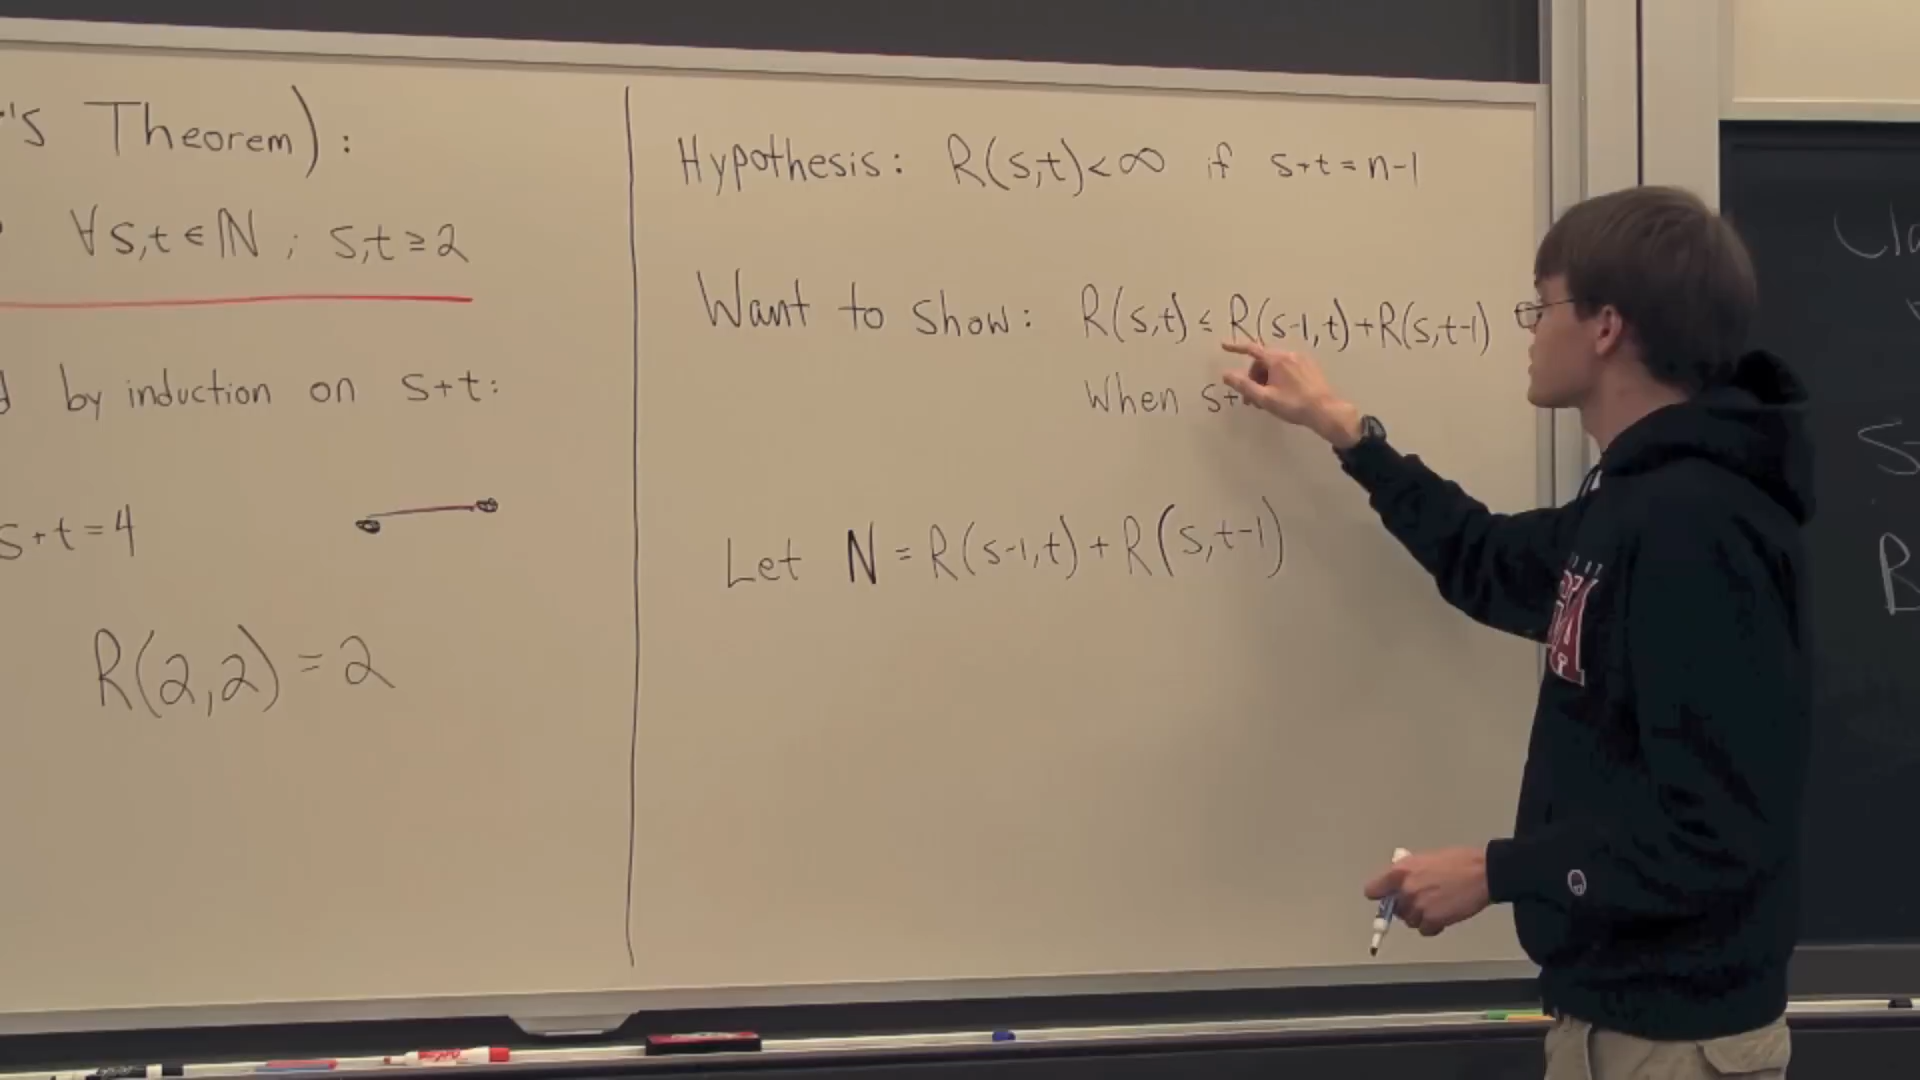 's Theorem):
∀s,t∈ℕ ; s,t≥2
by induction on s+t:
s+t=4
R(2,2)=2
Hypothesis: R(s,t)<∞ if s+t=n-1
Want to show: R(s,t)≤R(s-1,t)+R(s,t-1)
When s+
Let N=R(s-1,t)+R(s,t-1)